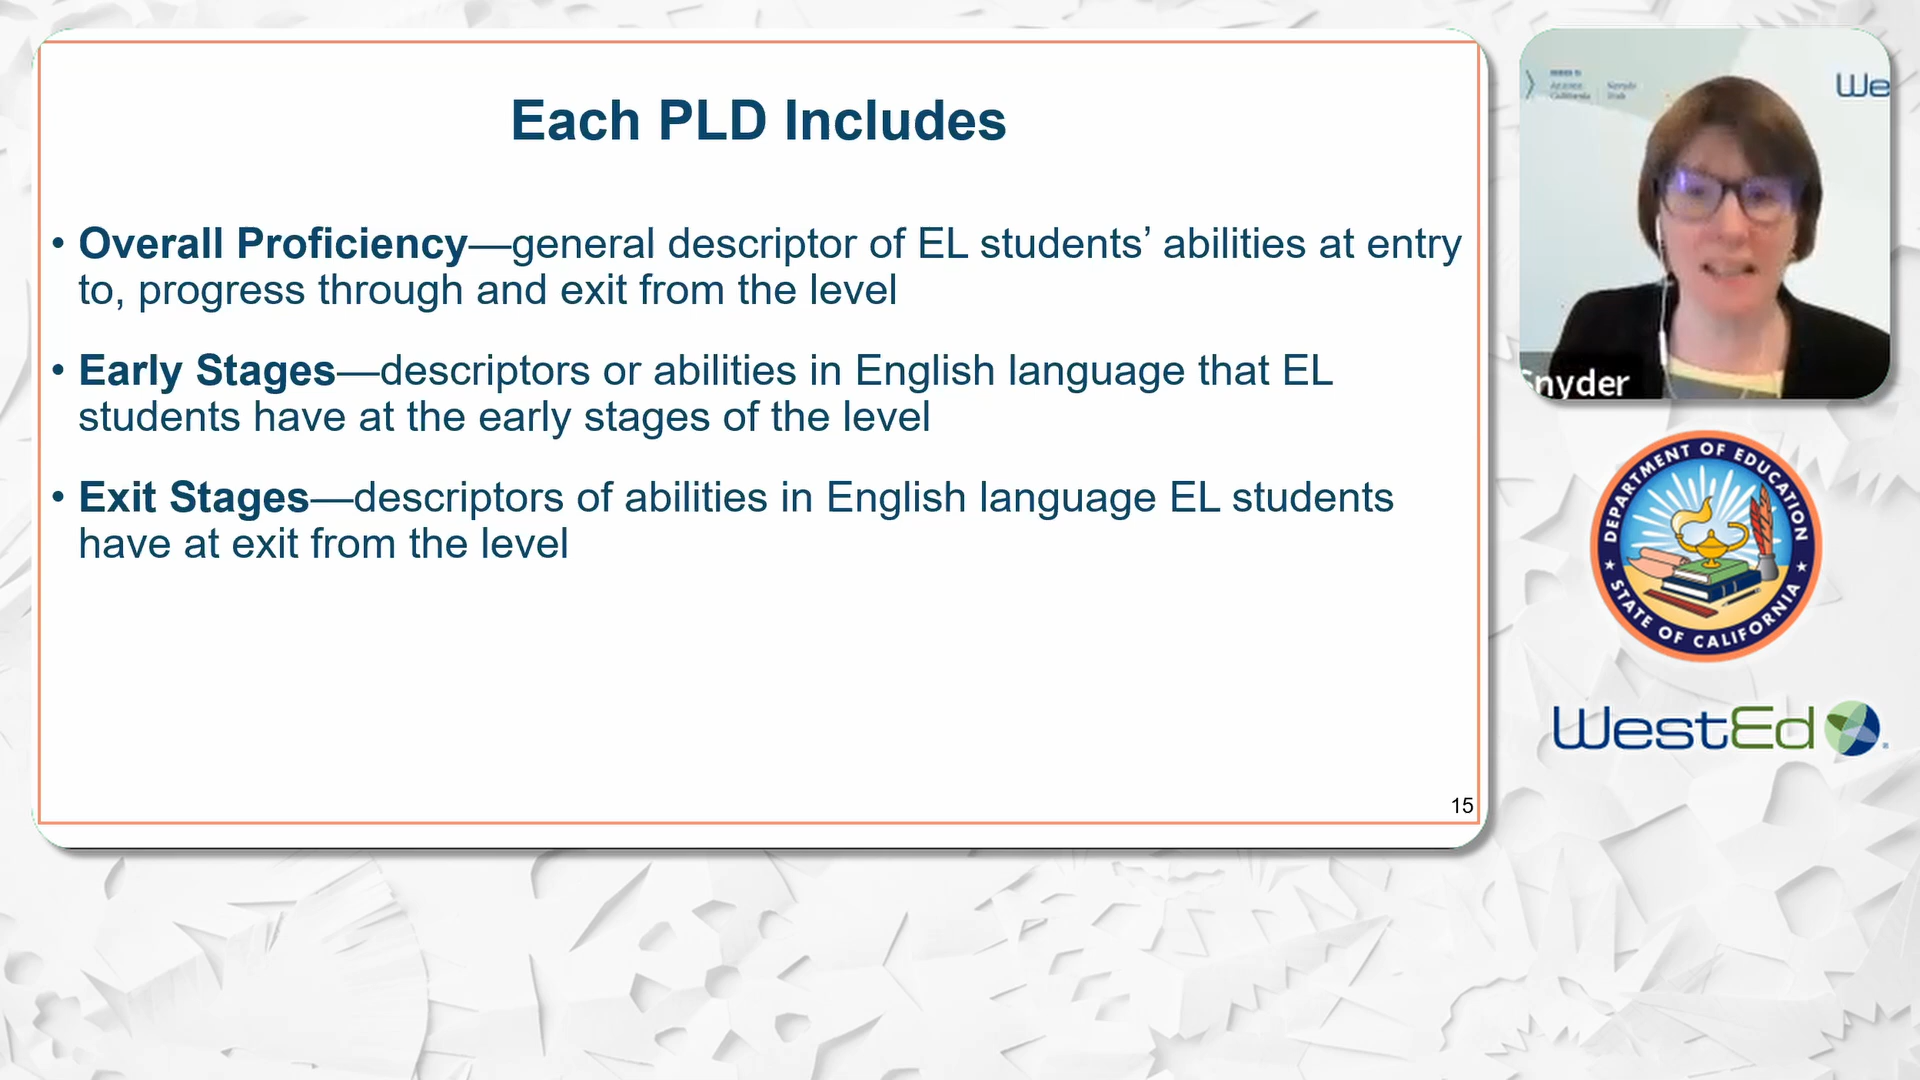 Each PLD Includes
• Overall Proficiency—general descriptor of EL students’ abilities at entry
to, progress through and exit from the level
• Early Stages—descriptors or abilities in English language that EL
students have at the early stages of the level
• Exit Stages—descriptors of abilities in English language EL students
have at exit from the level
15
We
Snyder
DEPARTMENT OF EDUCATION
STATE OF CALIFORNIA
WestEd